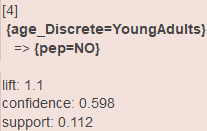 [4]
{age_Discrete=YoungAdults}
=> {pep=NO}
lift: 1.1
confidence: 0.598
support: 0.112